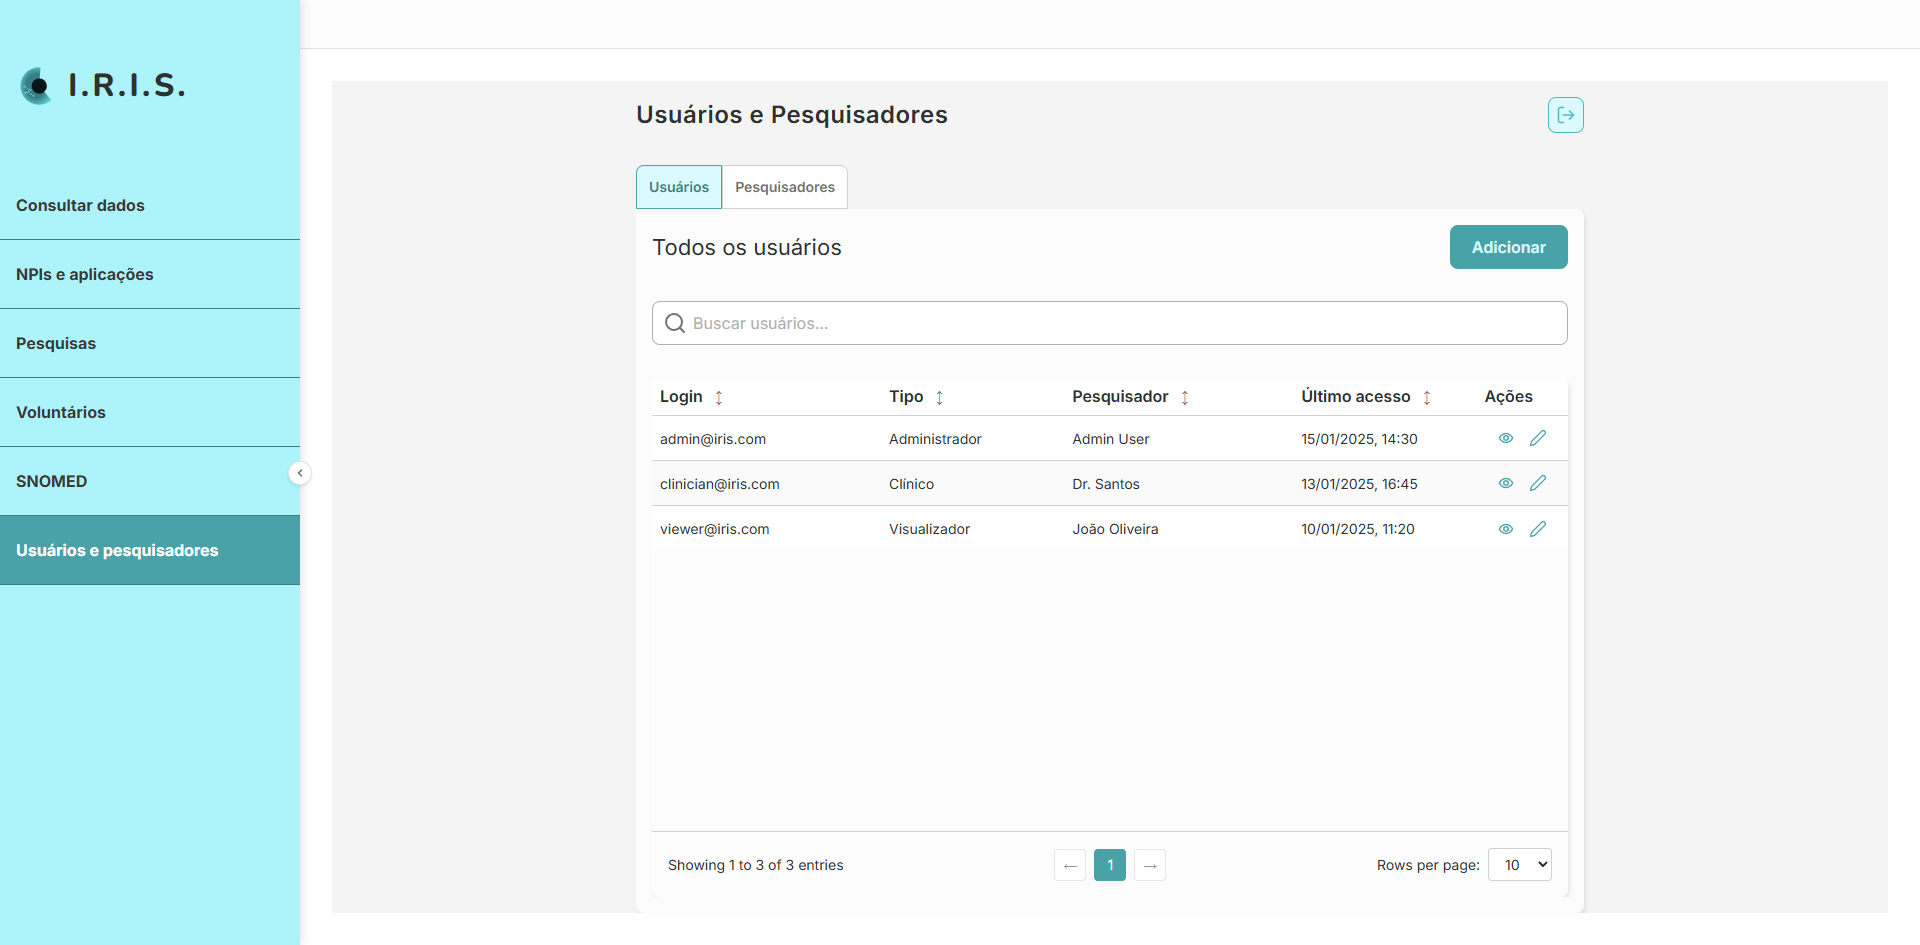 I.R.I.S.
Consultar dados
NPIs e aplicações
Pesquisas
Voluntários
SNOMED
Usuários e pesquisadores
Usuários e Pesquisadores
Usuários Pesquisadores
Todos os usuários Adicionar
Buscar usuários...
Login Tipo Pesquisador Último acesso Ações
admin@iris.com Administrador Admin User 15/01/2025, 14:30
clinician@iris.com Clínico Dr. Santos 13/01/2025, 16:45
viewer@iris.com Visualizador João Oliveira 10/01/2025, 11:20
Showing 1 to 3 of 3 entries ← 1 → Rows per page: 10